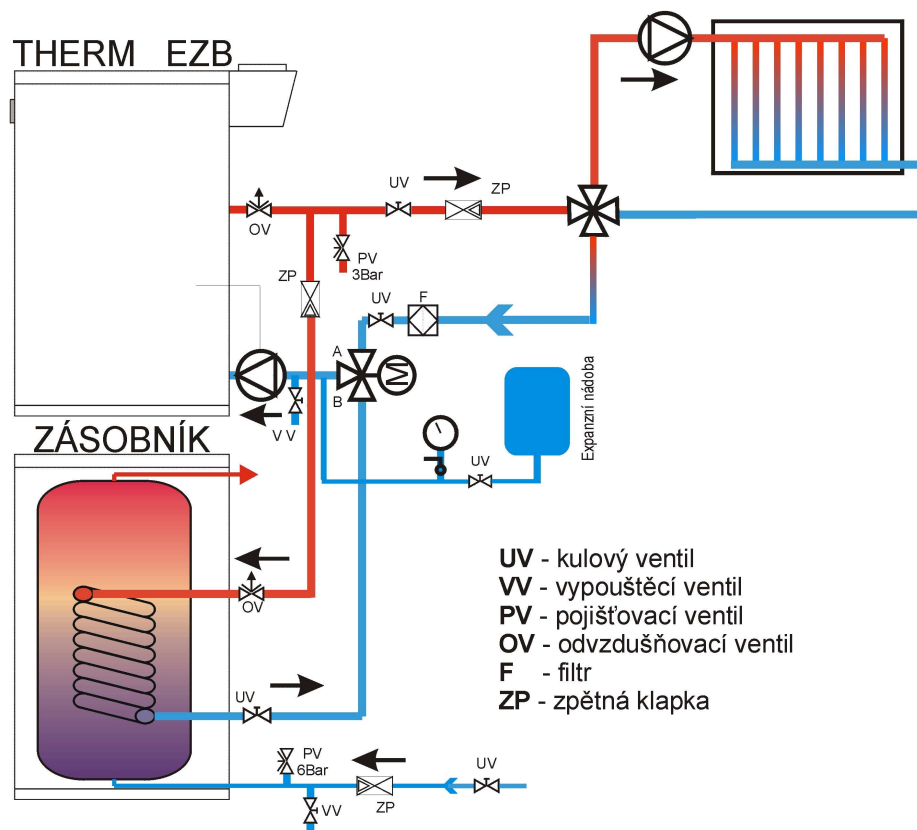 THERM EZB
UV
ZP
OV
PV
3Bar
ZP
UV
F
A
M
B
VV
Expanzní nádoba
ZÁSOBNÍK
UV
OV
UV
UV - kulový ventil
VV - vypouštěcí ventil
PV - pojišťovací ventil
OV - odvzdušňovací ventil
F - filtr
ZP - zpětná klapka
PV
6Bar
UV
ZP
VV